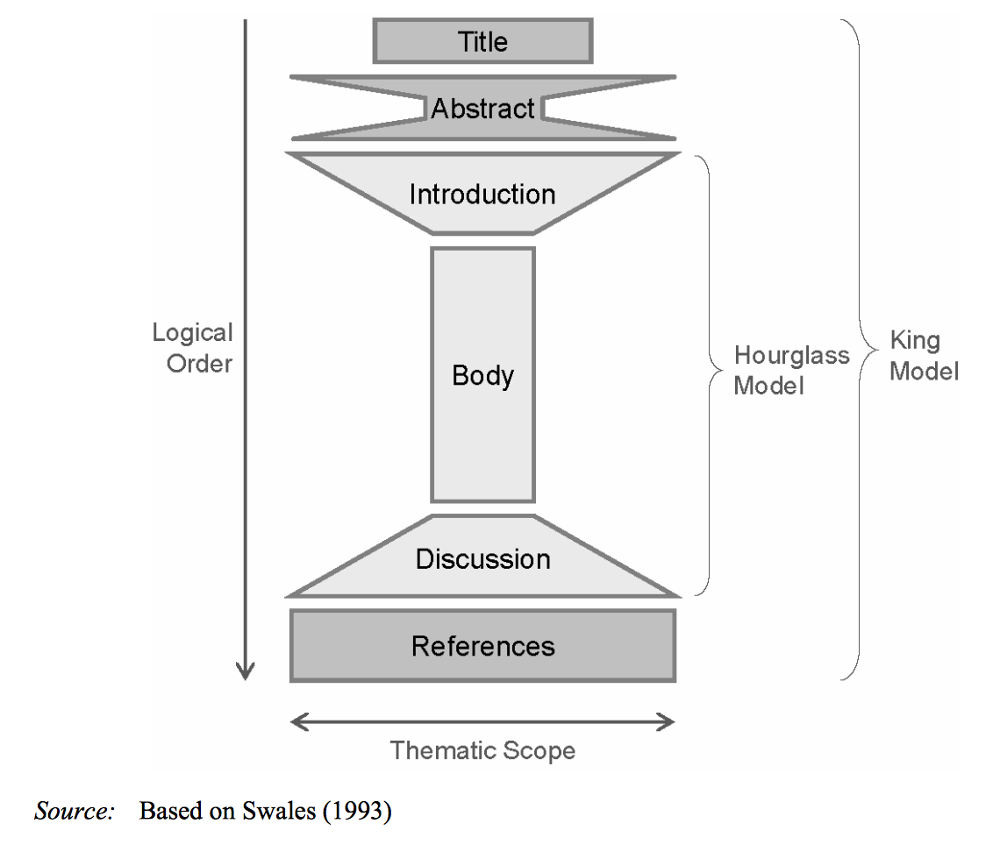 Title
Abstract
Introduction
Logical
Order
Body
Hourglass
Model
King
Model
Discussion
References
Thematic Scope
Source: Based on Swales (1993)